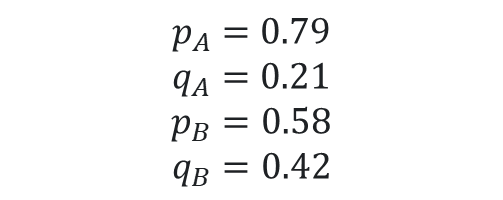 p_A = 0.79
q_A = 0.21
p_B = 0.58
q_B = 0.42